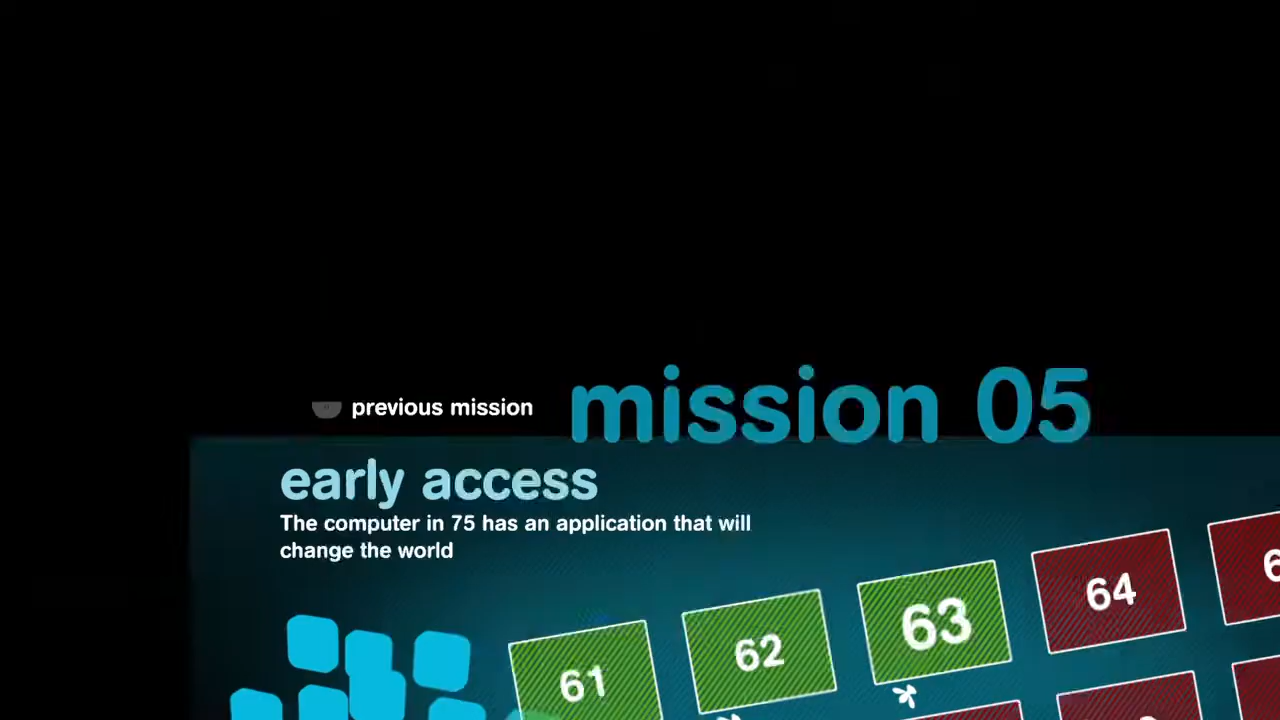 previous mission
mission 05
early access
The computer in 75 has an application that will
change the world
61
62
63
64